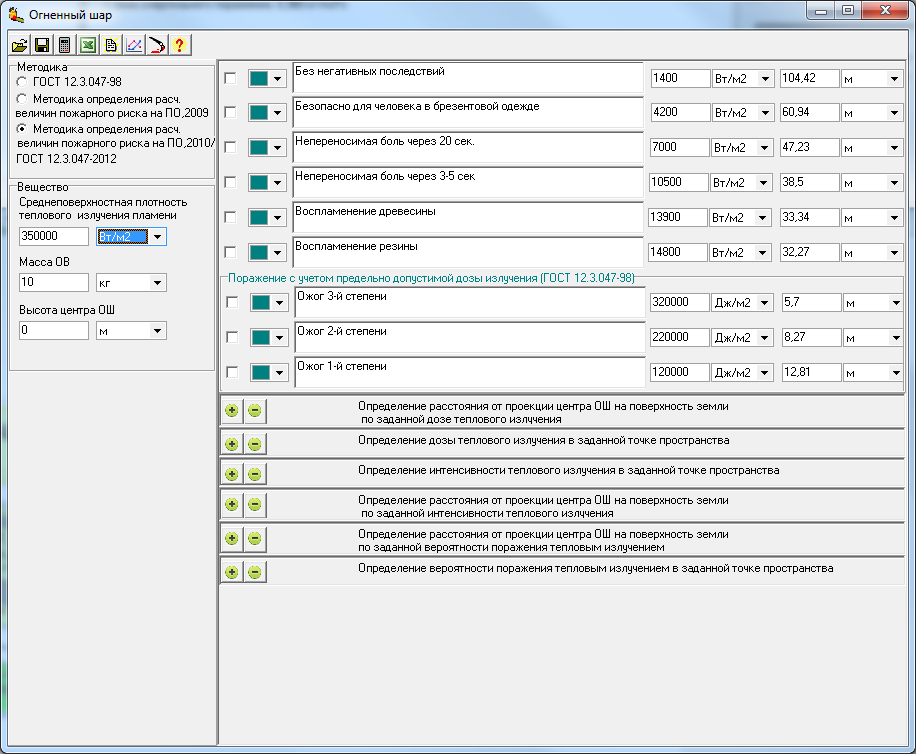 Огненный шар
Методика
ГОСТ 12.3.047-98
Методика определения расч.
величин пожарного риска на ПО,2009
Методика определения расч.
величин пожарного риска на ПО,2010/
ГОСТ 12.3.047-2012
Вещество
Среднеповерхностная плотность
теплового излучения пламени
350000 Вт/м2
Масса ОВ
10 кг
Высота центра ОШ
0 м
Без негативных последствий 1400 Вт/м2 104,42 м
Безопасно для человека в брезентовой одежде 4200 Вт/м2 60,94 м
Непереносимая боль через 20 сек. 7000 Вт/м2 47,23 м
Непереносимая боль через 3-5 сек 10500 Вт/м2 38,5 м
Воспламенение древесины 13900 Вт/м2 33,34 м
Воспламенение резины 14800 Вт/м2 32,27 м
Поражение с учетом предельно допустимой дозы излучения (ГОСТ 12.3.047-98)
Ожог 3-й степени 320000 Дж/м2 5,7 м
Ожог 2-й степени 220000 Дж/м2 8,27 м
Ожог 1-й степени 120000 Дж/м2 12,81 м
Определение расстояния от проекции центра ОШ на поверхность земли
по заданной дозе теплового излучения
Определение дозы теплового излучения в заданной точке пространства
Определение интенсивности теплового излучения в заданной точке пространства
Определение расстояния от проекции центра ОШ на поверхность земли
по заданной интенсивности теплового излучения
Определение расстояния от проекции центра ОШ на поверхность земли
по заданной вероятности поражения тепловым излучением
Определение вероятности поражения тепловым излучением в заданной точке пространства